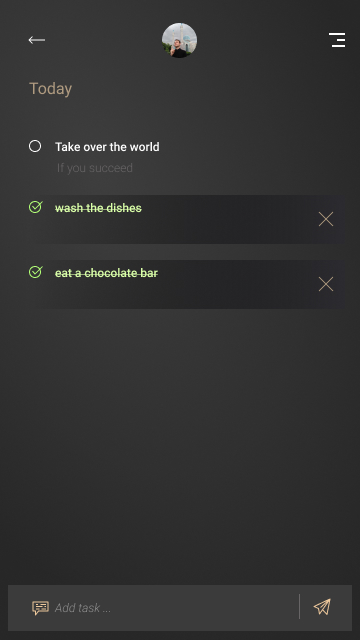 Today
Take over the world
If you succeed
wash the dishes
eat a chocolate bar
Add task ...